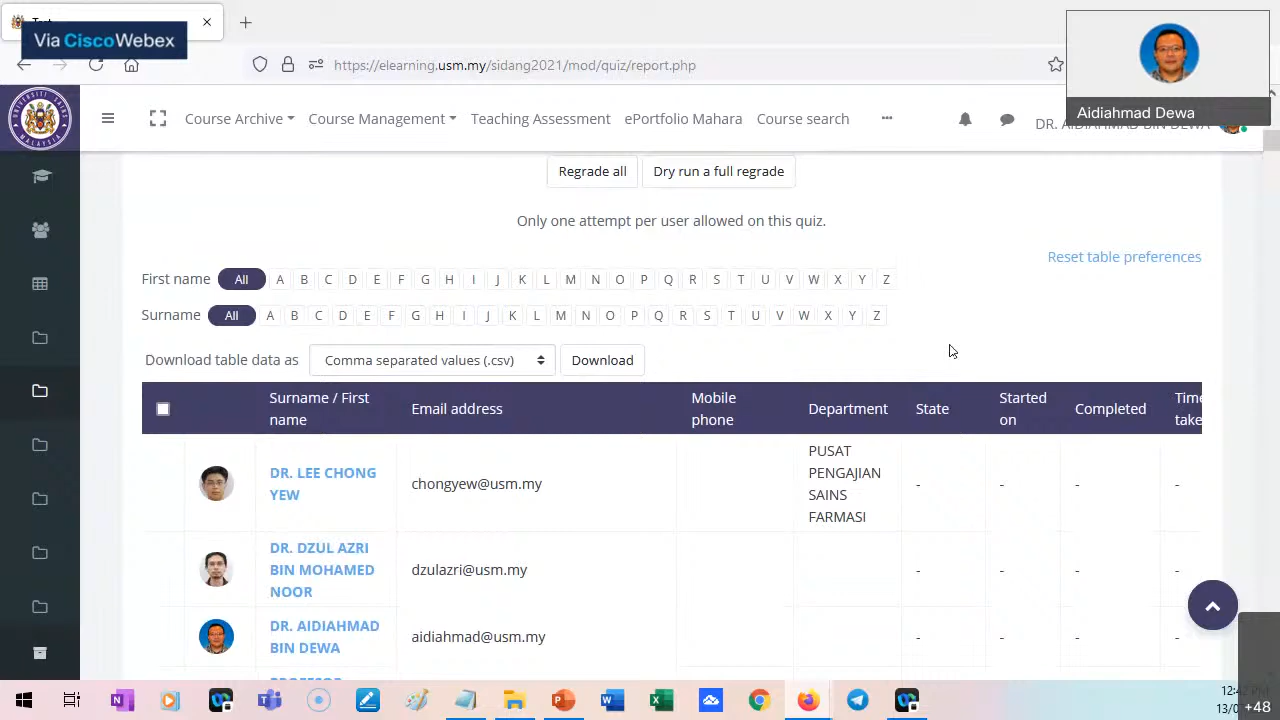 Via Cisco Webex
https://elearning.usm.my/sidang2021/mod/quiz/report.php
Aidiahmad Dewa
Course Archive
Course Management
Teaching Assessment
ePortfolio Mahara
Course search
DR. AIDIAHMAD BIN DEWA
Regrade all
Dry run a full regrade
Only one attempt per user allowed on this quiz.
Reset table preferences
First name All A B C D E F G H I J K L M N O P Q R S T U V W X Y Z
Surname All A B C D E F G H I J K L M N O P Q R S T U V W X Y Z
Download table data as Comma separated values (.csv) Download
Surname / First name
Email address
Mobile phone
Department
State
Started on
Completed
Time
take
DR. LEE CHONG YEW
chongyew@usm.my
PUSAT
PENGAJIAN
SAINS
FARMASI
- - - -
DR. DZUL AZRI
BIN MOHAMED
NOOR
dzulazri@usm.my
- - - -
DR. AIDIAHMAD
BIN DEWA
aidiahmad@usm.my
- - - -
+48